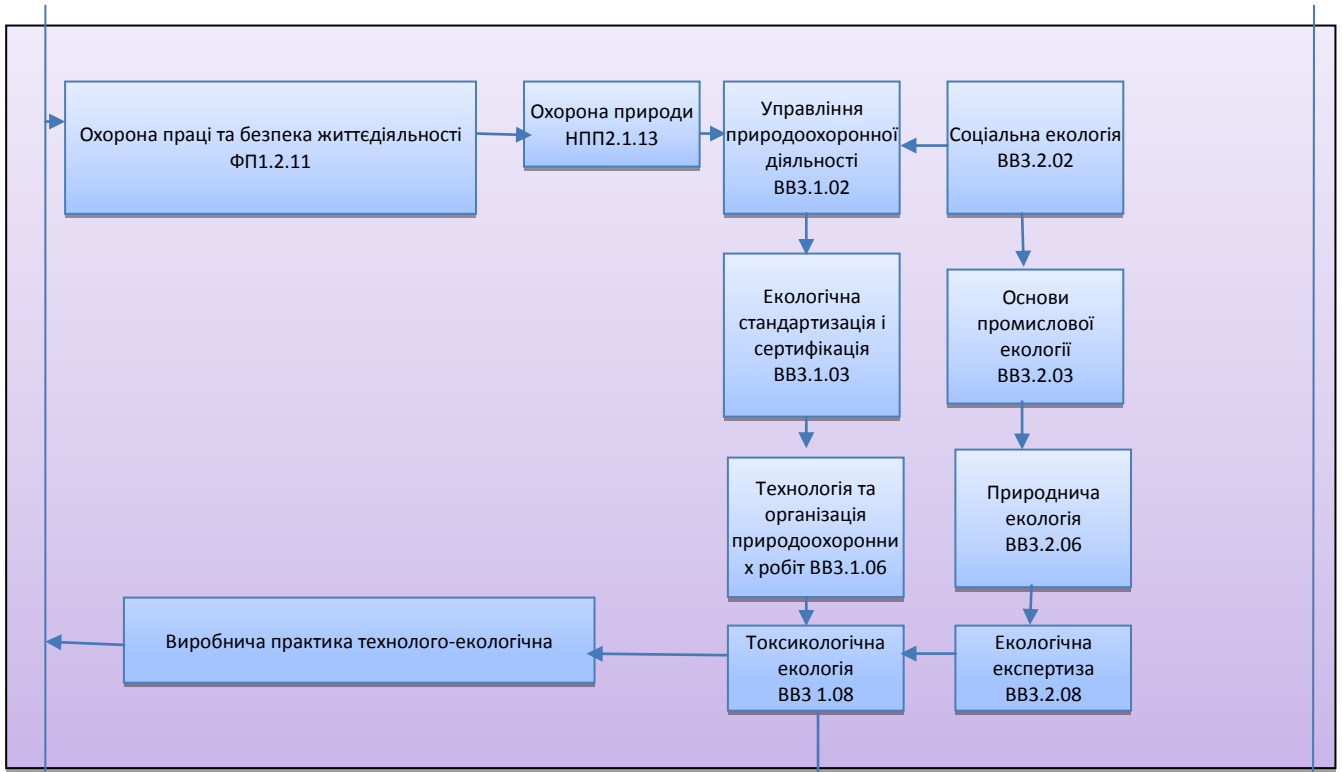 Охорона праці та безпека життєдіяльності
ФП1.2.11
Охорона природи
НПП2.1.13
Управління
природоохоронної
діяльності
ВВ3.1.02
Соціальна екологія
ВВ3.2.02
Екологічна
стандартизація і
сертифікація
ВВ3.1.03
Основи
промислової
екології
ВВ3.2.03
Технологія та
організація
природоохоронни
х робіт ВВ3.1.06
Природнича
екологія
ВВ3.2.06
Виробнича практика технолого-екологічна
Токсикологічна
екологія
ВВ3 1.08
Екологічна
експертиза
ВВ3.2.08